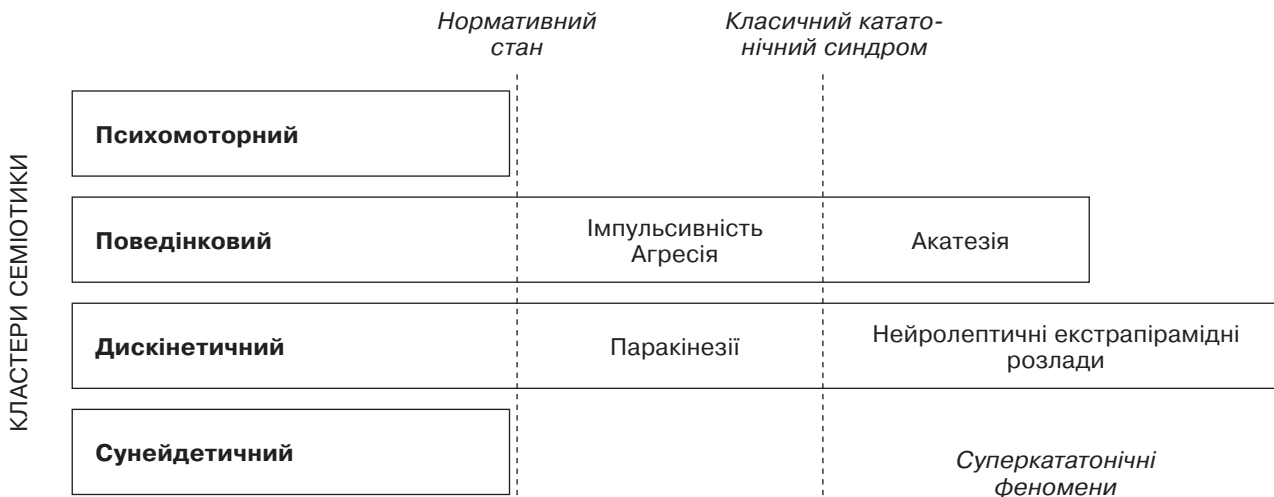 Нормативний
стан
Класичний катато-
нічний синдром
КЛАСТЕРИ СЕМІОТИКИ
Психомоторний
Поведінковий
Імпульсивність
Агресія
Акатезія
Дискінетичний
Паракінезії
Нейролептичні екстрапірамідні
розлади
Сунейдетичний
Суперкататонічні
феномени